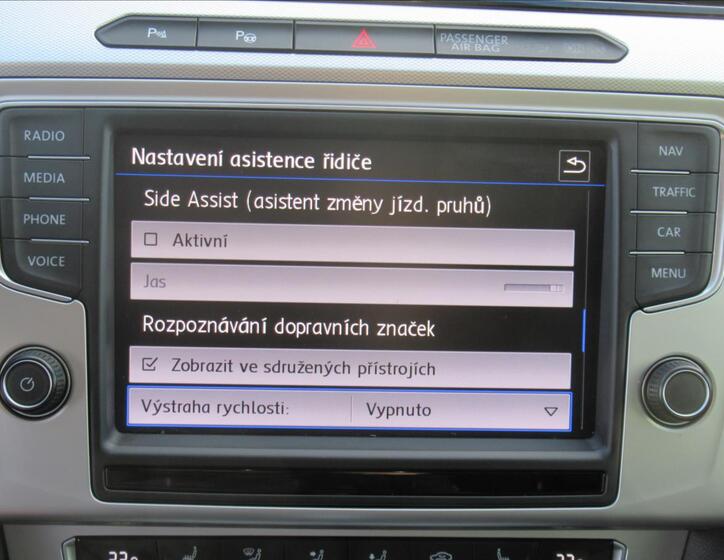 P
P
PASSENGER
AIR BAG
RADIO
MEDIA
PHONE
VOICE
NAV
TRAFFIC
CAR
MENU
Nastavení asistence řidiče
Side Assist (asistent změny jízd. pruhů)
Aktivní
Jas
Rozpoznávání dopravních značek
Zobrazit ve sdružených přístrojích
Výstraha rychlosti: Vypnuto